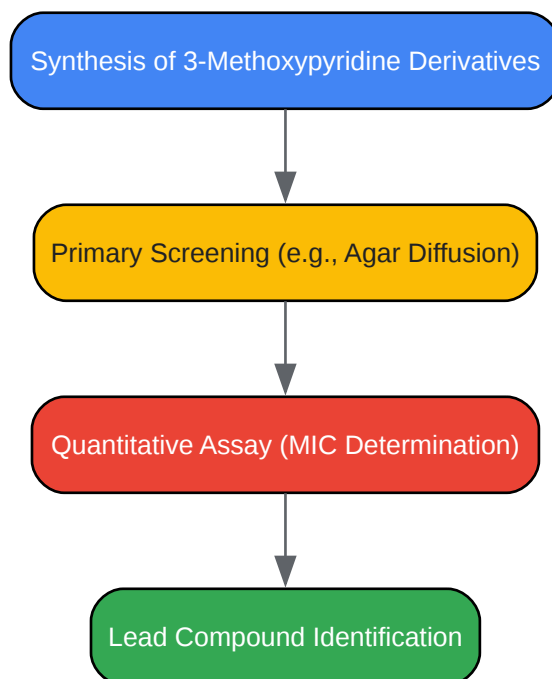 Synthesis of 3-Methoxypyridine Derivatives
Primary Screening (e.g., Agar Diffusion)
Quantitative Assay (MIC Determination)
Lead Compound Identification